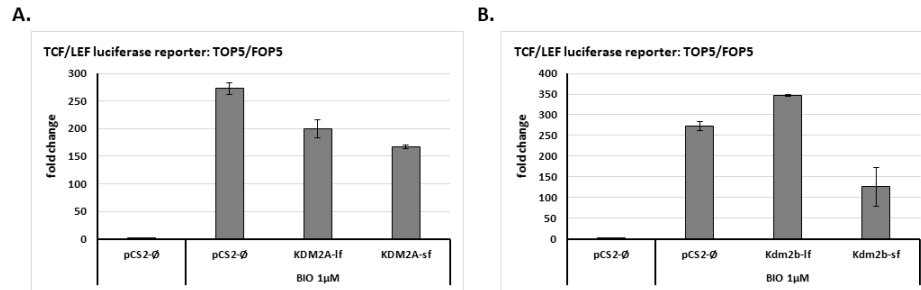 A.
TCF/LEF luciferase reporter: TOP5/FOP5
fold change
300
250
200
150
100
50
0
pCS2-Ø
pCS2-Ø
KDM2A-lf
KDM2A-sf
BIO 1µM
B.
TCF/LEF luciferase reporter: TOP5/FOP5
fold change
400
350
300
250
200
150
100
50
0
pCS2-Ø
pCS2-Ø
Kdm2b-lf
Kdm2b-sf
BIO 1µM